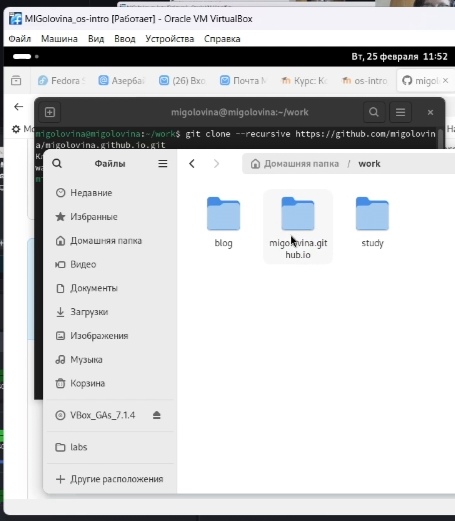 MIGolovina_os-intro [Работает] - Oracle VM VirtualBox
Файл Машина Вид Ввод Устройства Справка
Вт, 25 февраля 11:52
Fedora Азербай (26) Вхо Почта Курс: os-intro migol
migolovina@migolovina:~/work
migolovina@migolovina:~/work$ git clone --recursive https://github.com/migolovin
a/migolovina.github.io.git
Файлы
Домашняя папка / work
Недавние
Избранные
Домашняя папка
Видео
Документы
Загрузки
Изображения
Музыка
Корзина
VBox_GAs_7.1.4
labs
Другие расположения
blog
migolovina.git
hub.io
study